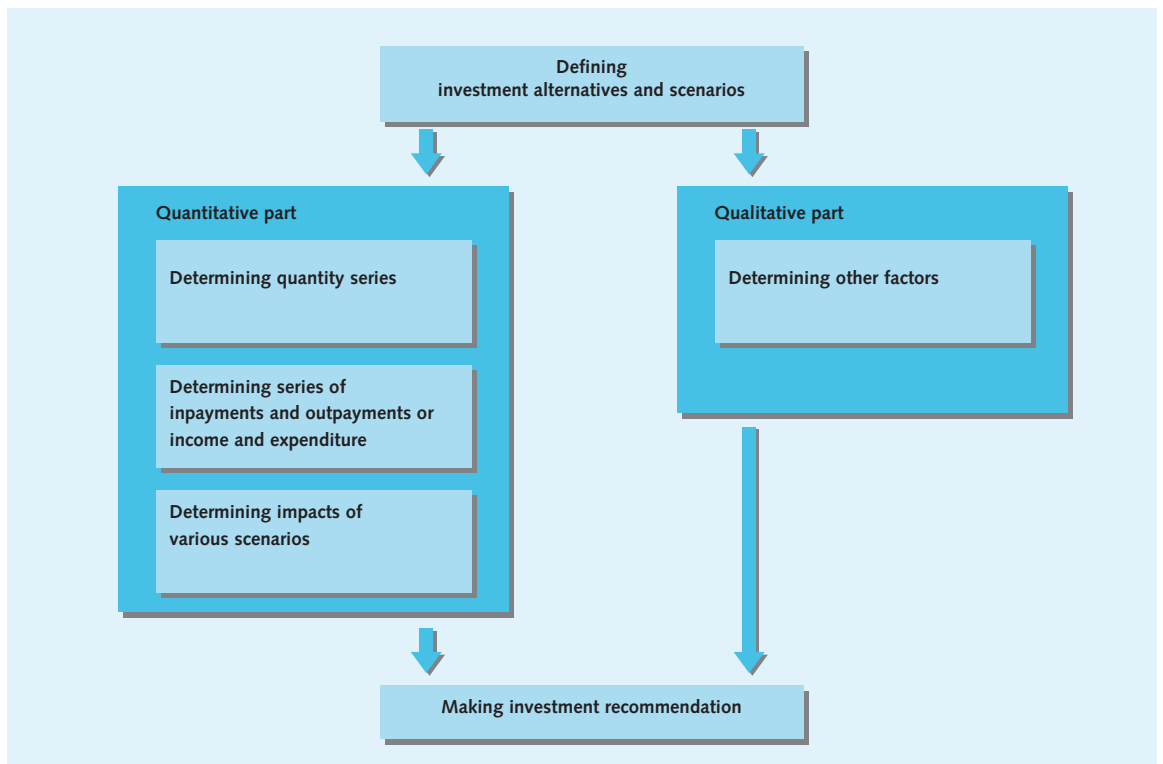 Defining
investment alternatives and scenarios
Quantitative part
Determining quantity series
Determining series of
inpayments and outpayments or
income and expenditure
Determining impacts of
various scenarios
Qualitative part
Determining other factors
Making investment recommendation